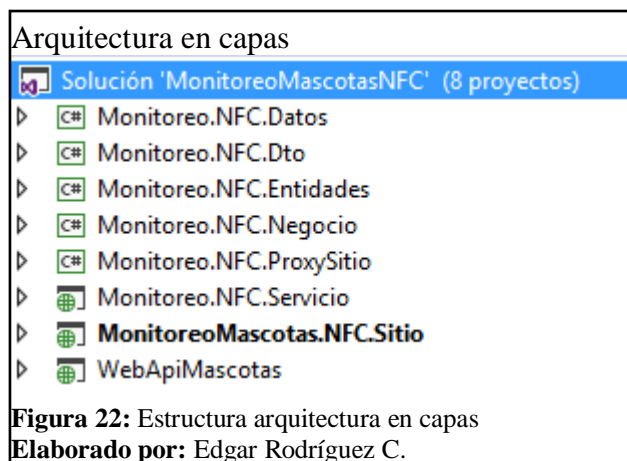 Arquitectura en capas
Solución 'MonitoreoMascotasNFC' (8 proyectos)
C# Monitoreo.NFC.Datos
C# Monitoreo.NFC.Dto
C# Monitoreo.NFC.Entidades
C# Monitoreo.NFC.Negocio
C# Monitoreo.NFC.ProxySitio
Monitoreo.NFC.Servicio
MonitoreoMascotas.NFC.Sitio
WebApiMascotas
Figura 22: Estructura arquitectura en capas
Elaborado por: Edgar Rodríguez C.